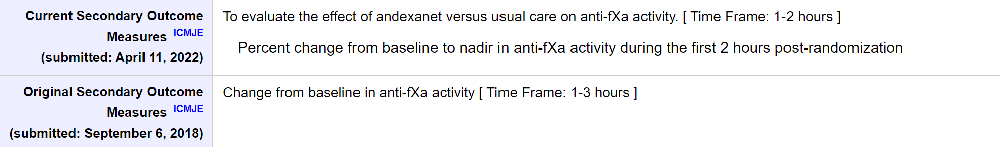 Current Secondary Outcome
Measures ICMJE
(submitted: April 11, 2022)
To evaluate the effect of andexanet versus usual care on anti-fXa activity. [ Time Frame: 1-2 hours ]
Percent change from baseline to nadir in anti-fXa activity during the first 2 hours post-randomization
Original Secondary Outcome
Measures ICMJE
(submitted: September 6, 2018)
Change from baseline in anti-fXa activity [ Time Frame: 1-3 hours ]